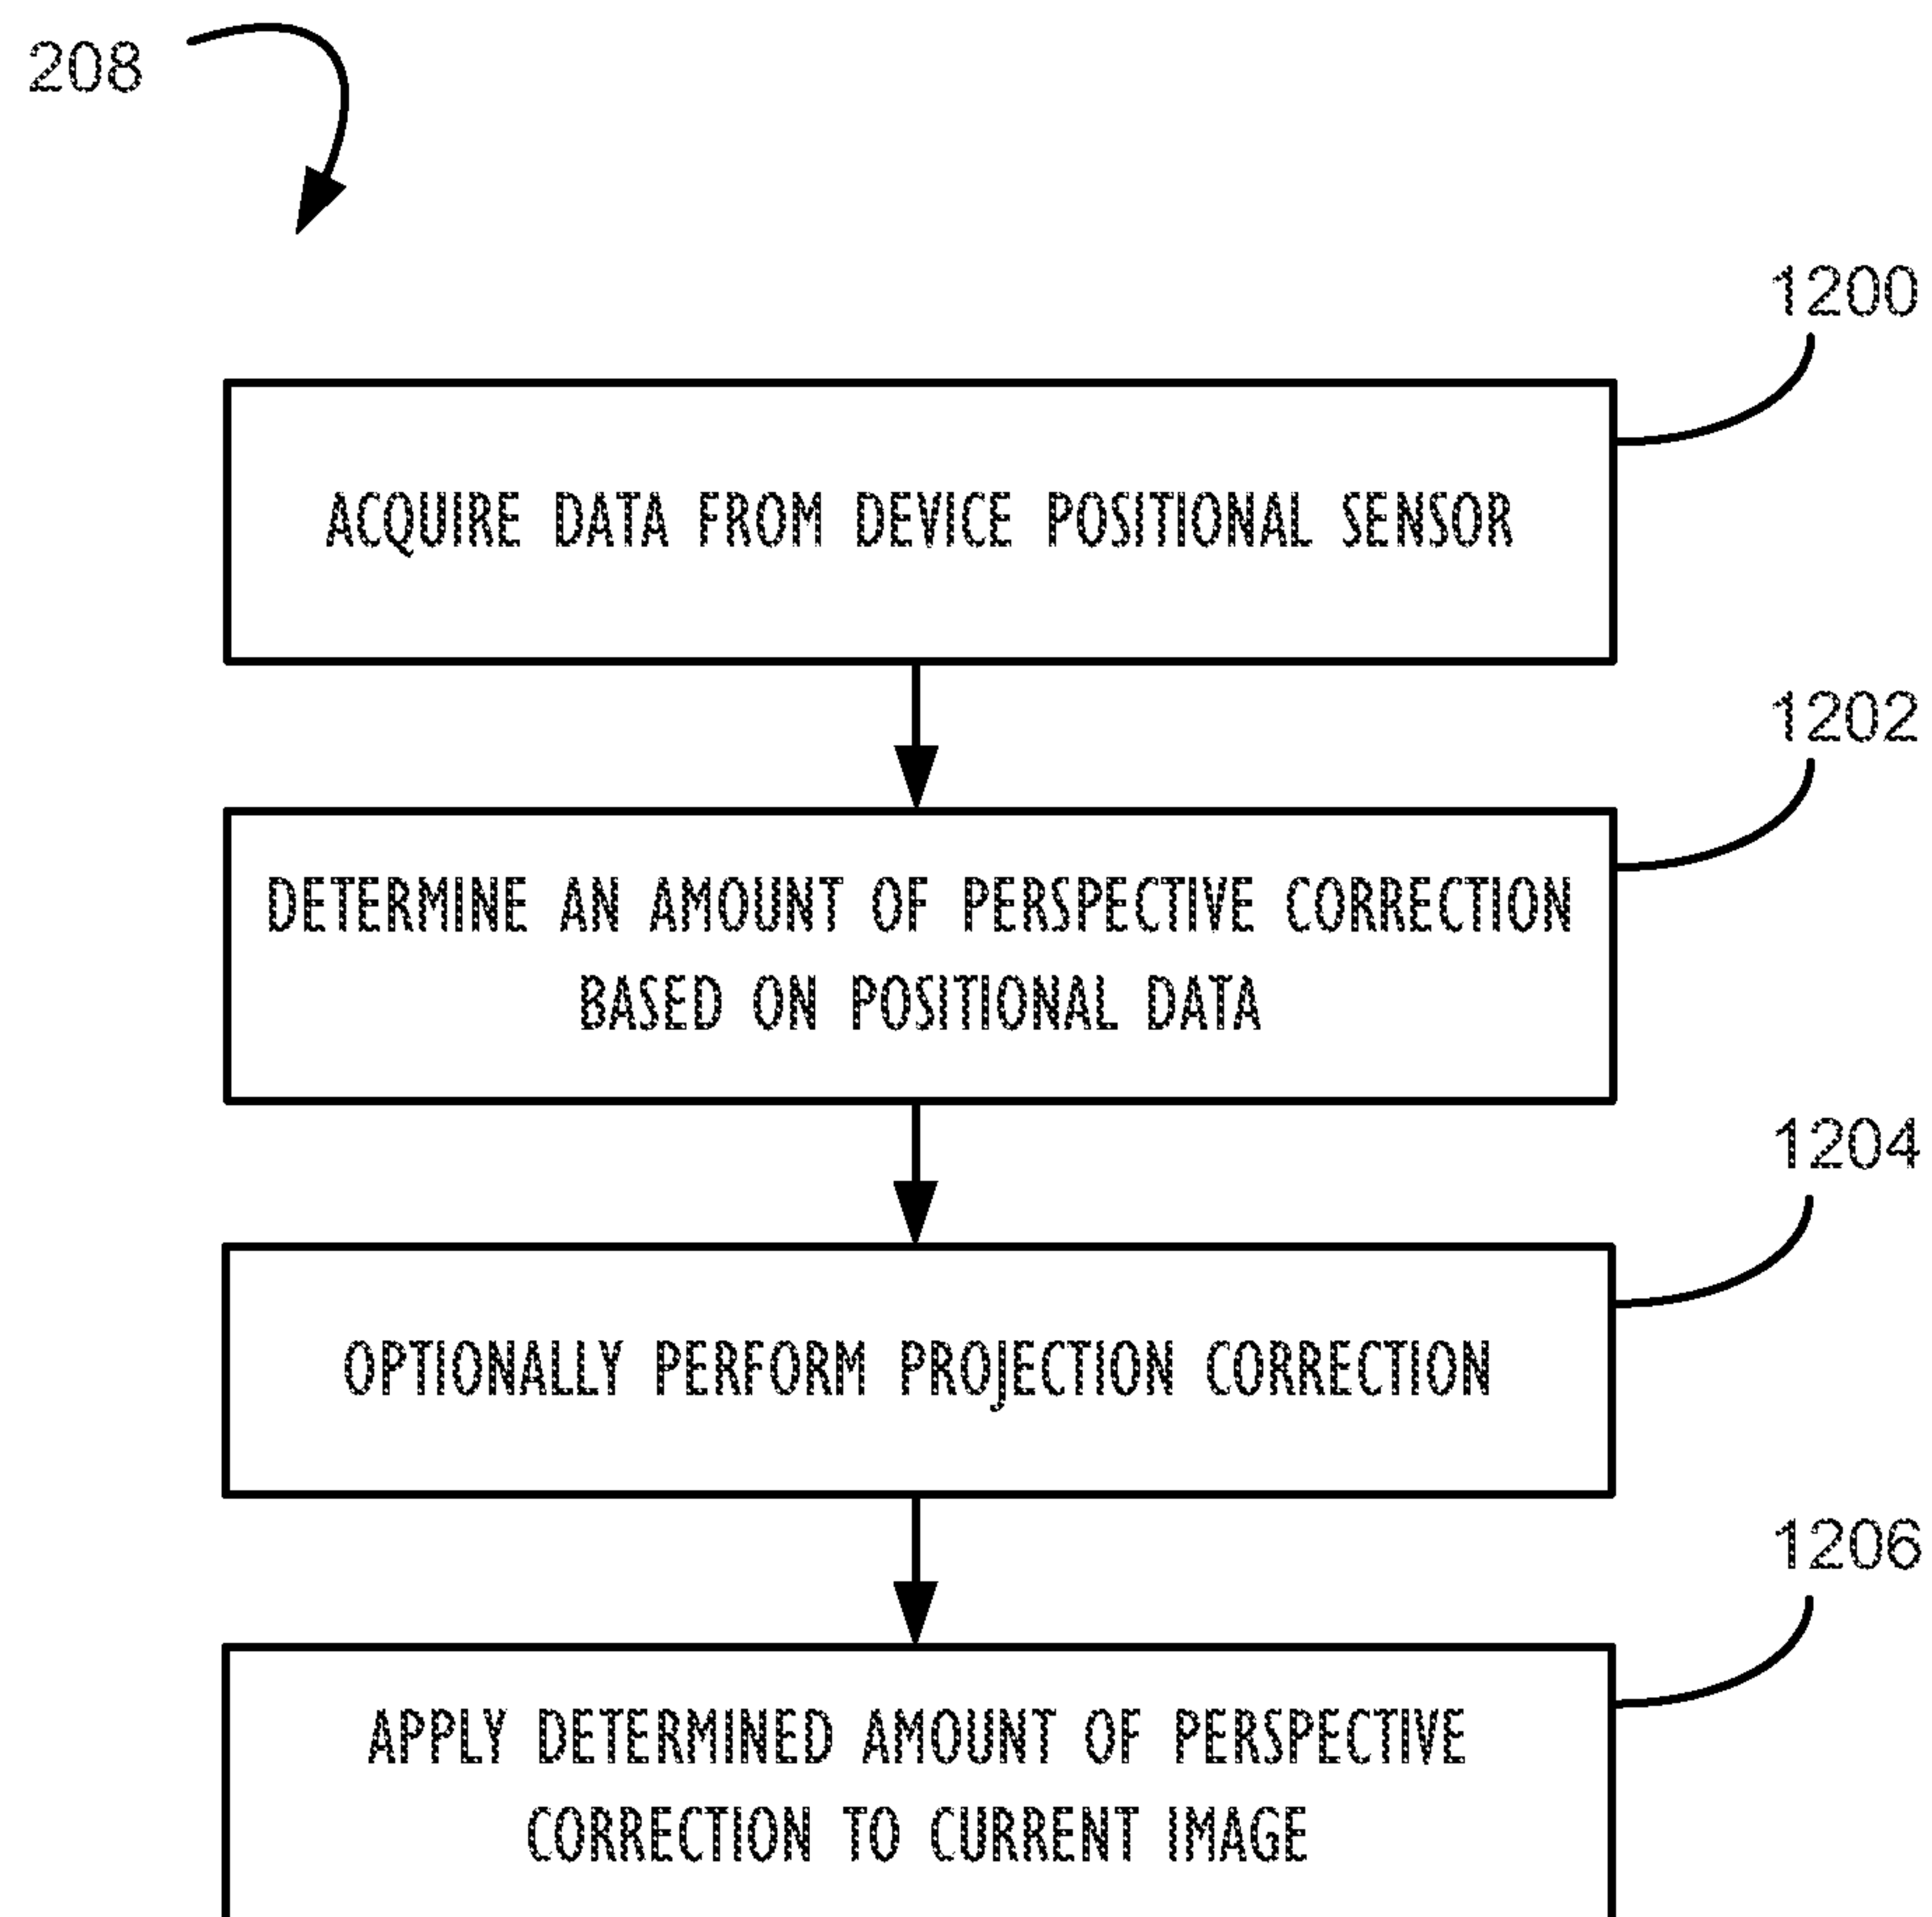 208
1200
ACQUIRE DATA FROM DEVICE POSITIONAL SENSOR
1202
DETERMINE AN AMOUNT OF PERSPECTIVE CORRECTION
BASED ON POSITIONAL DATA
1204
OPTIONALLY PERFORM PROJECTION CORRECTION
1206
APPLY DETERMINED AMOUNT OF PERSPECTIVE
CORRECTION TO CURRENT IMAGE